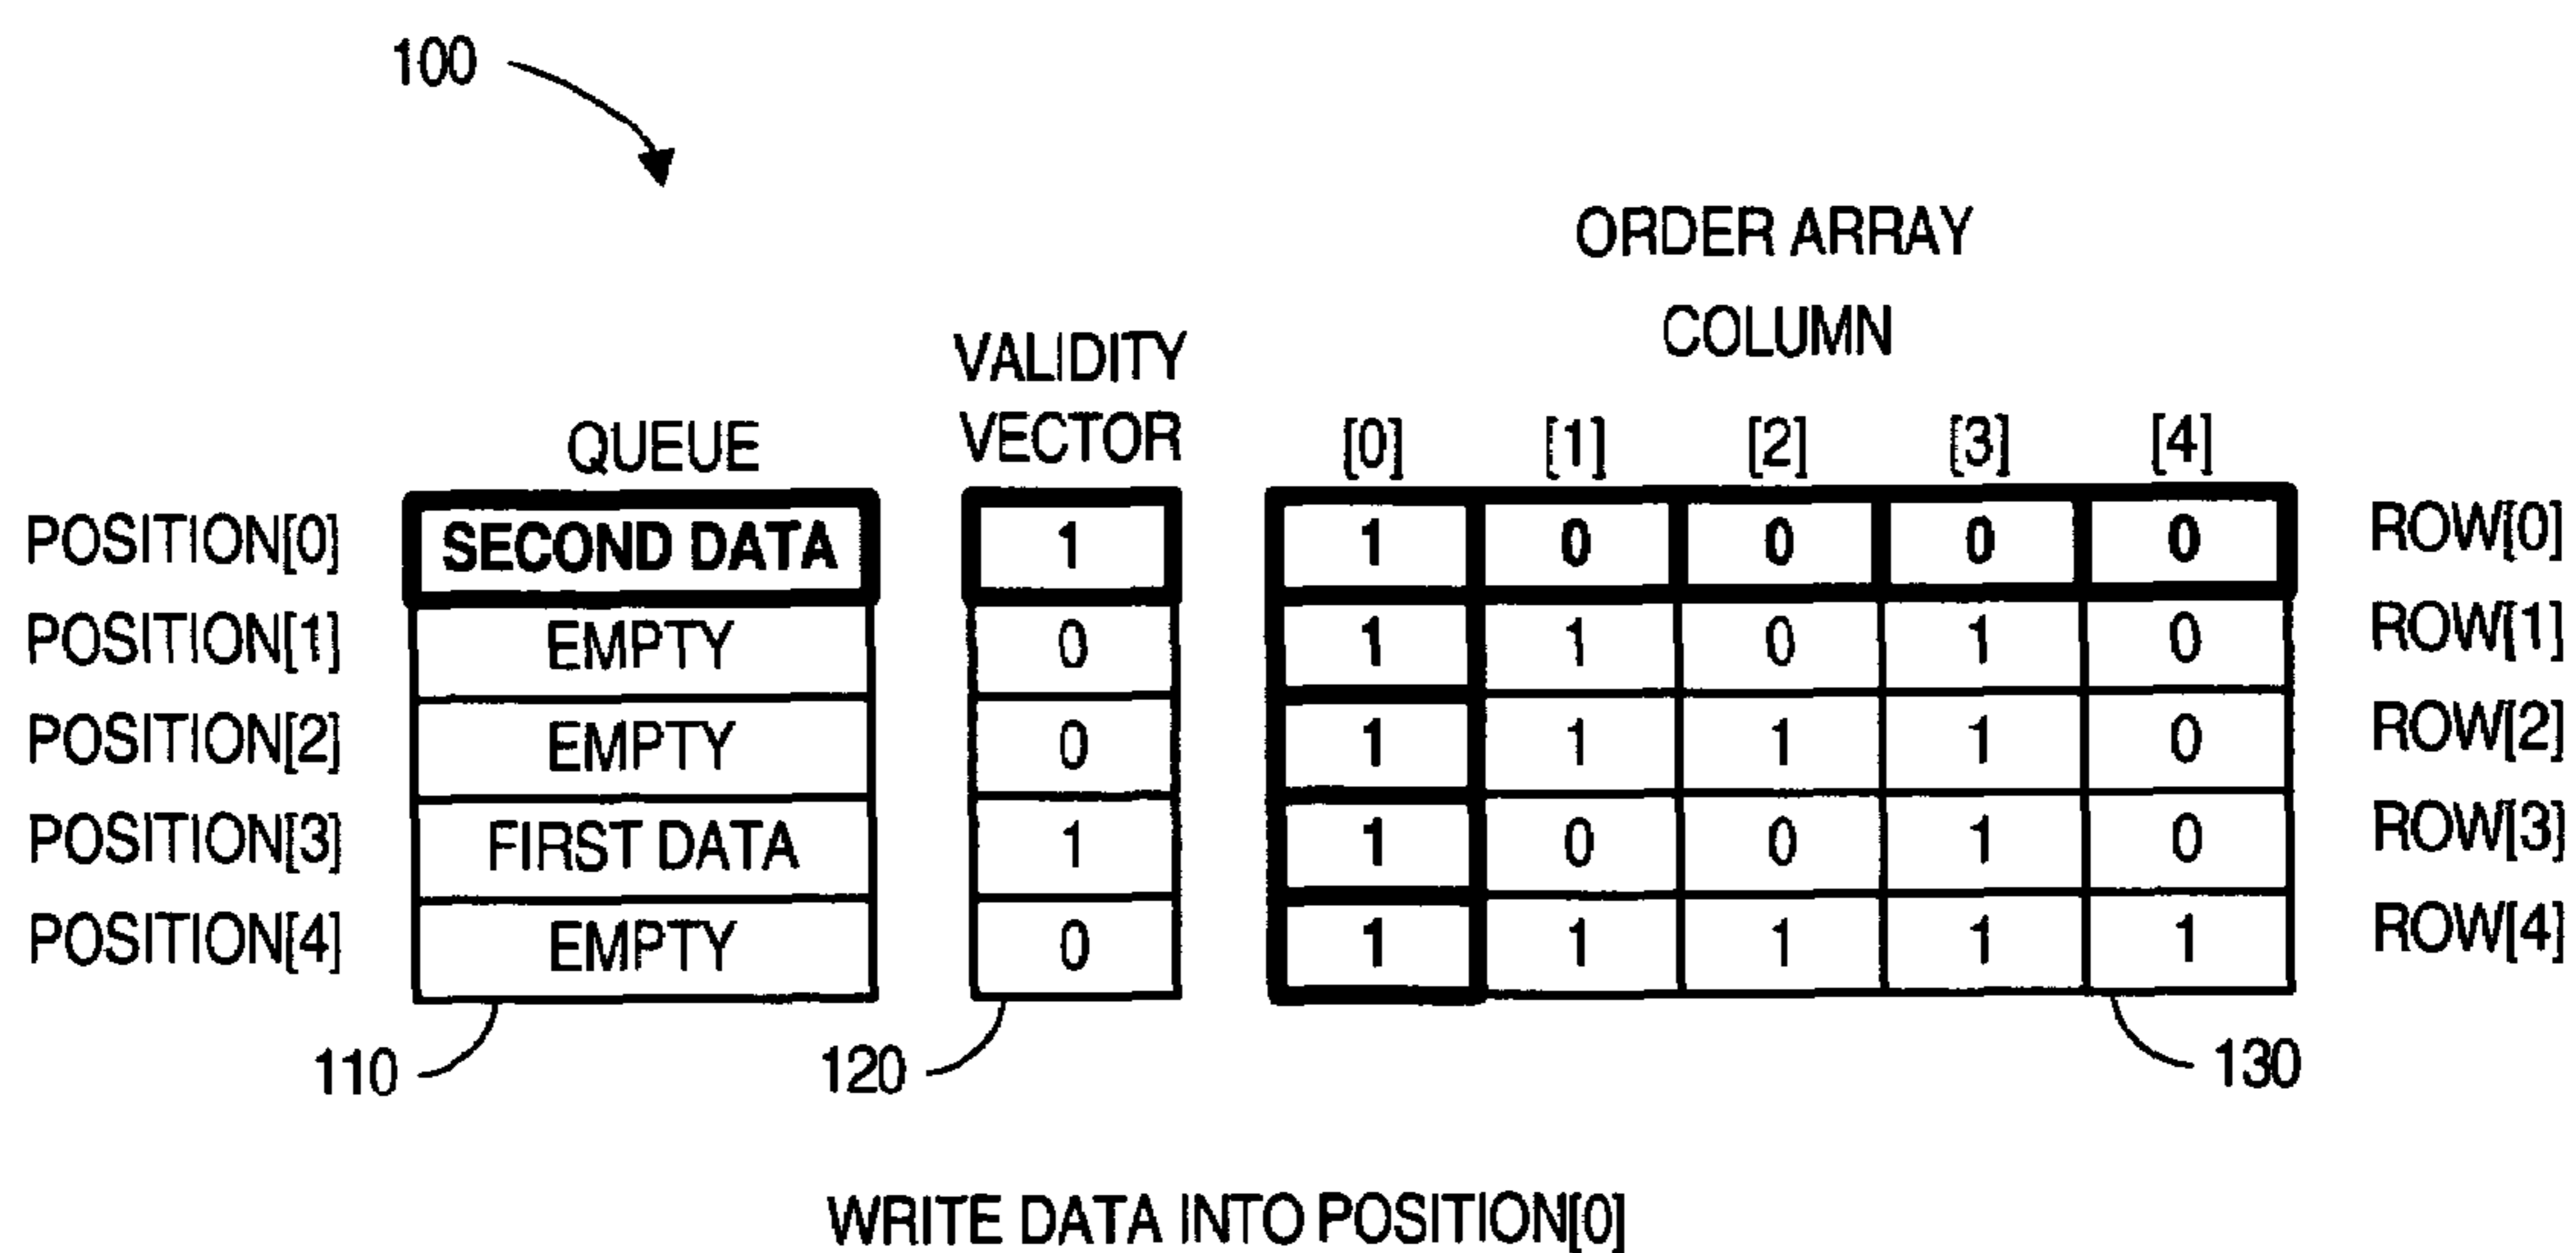 100
ORDER ARRAY
COLUMN
VALIDITY
VECTOR
QUEUE
[0] [1] [2] [3] [4]
POSITION[0] SECOND DATA 1 1 0 0 0 0 ROW[0]
POSITION[1] EMPTY 0 1 1 0 1 0 ROW[1]
POSITION[2] EMPTY 0 1 1 1 1 0 ROW[2]
POSITION[3] FIRST DATA 1 1 0 0 1 0 ROW[3]
POSITION[4] EMPTY 0 1 1 1 1 1 ROW[4]
110 120 130
WRITE DATA INTO POSITION[0]